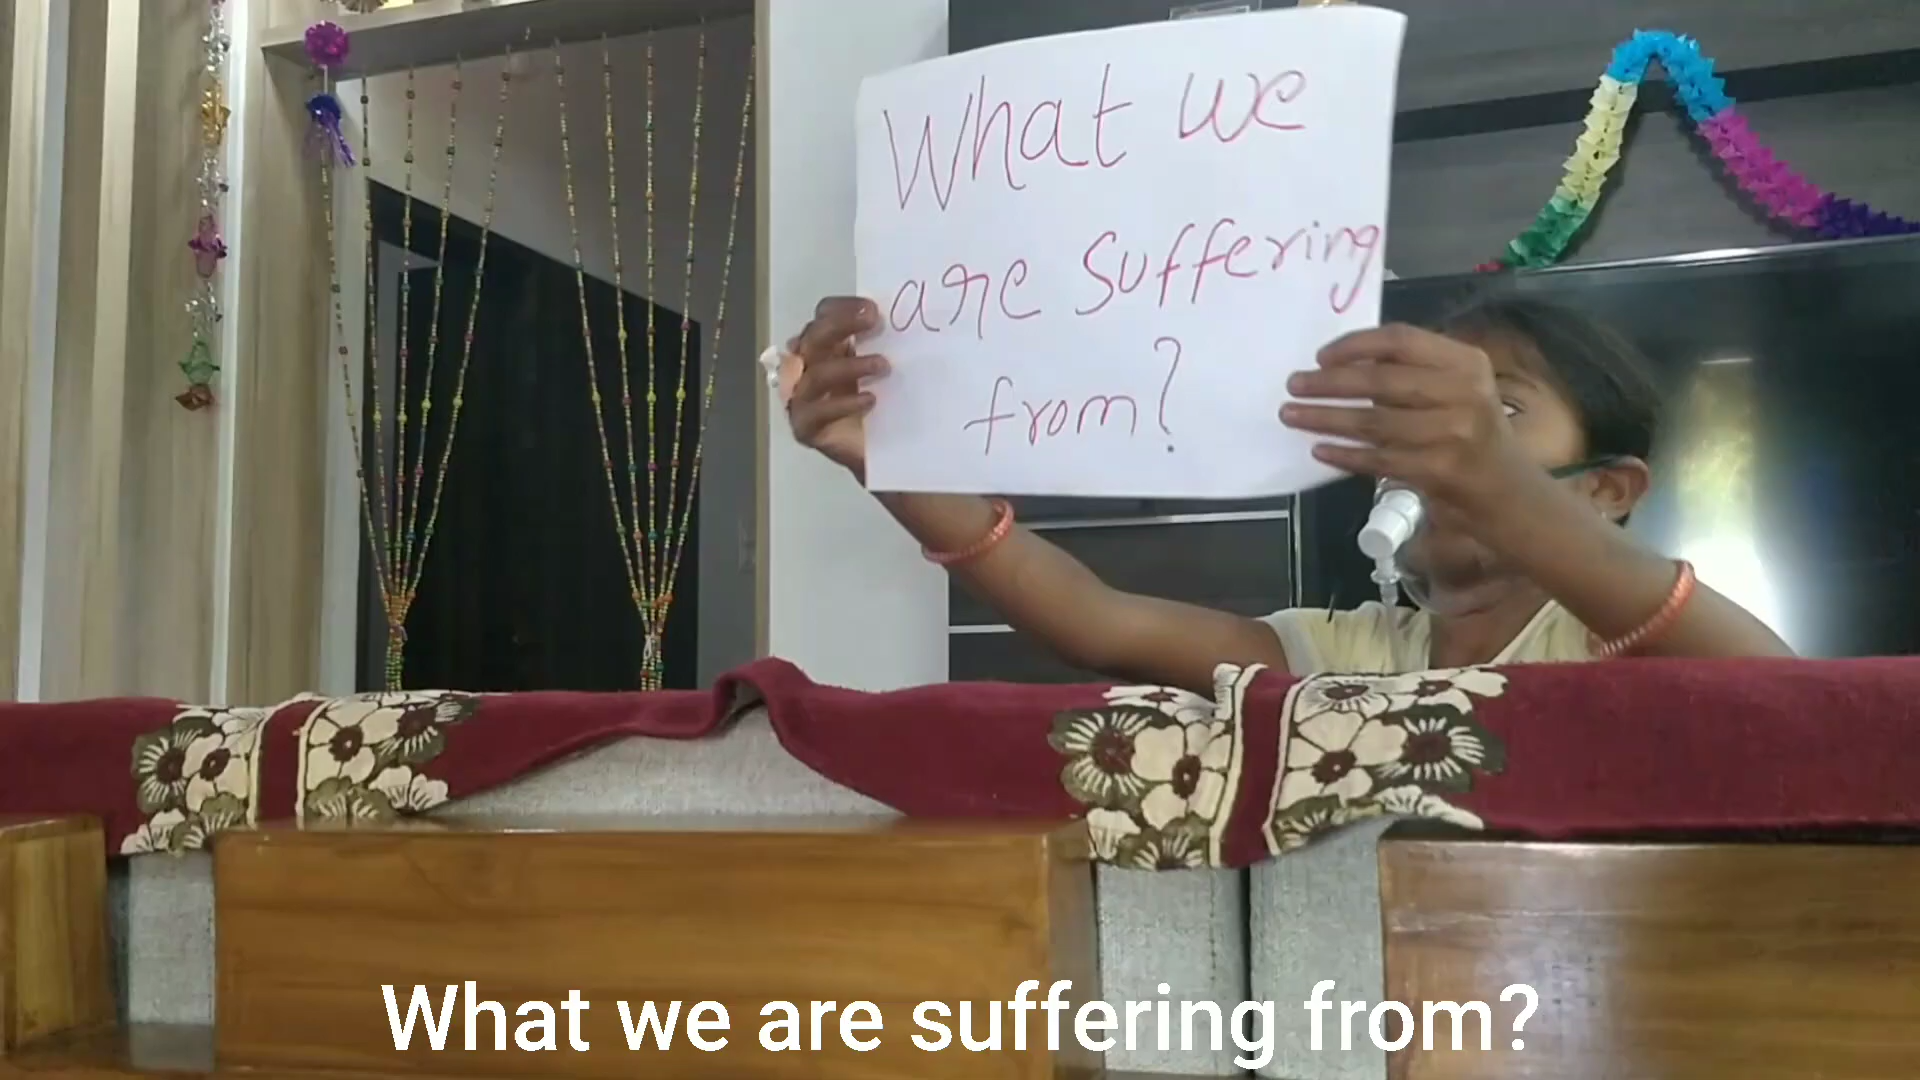 What we
are suffering
from?
What we are suffering from?